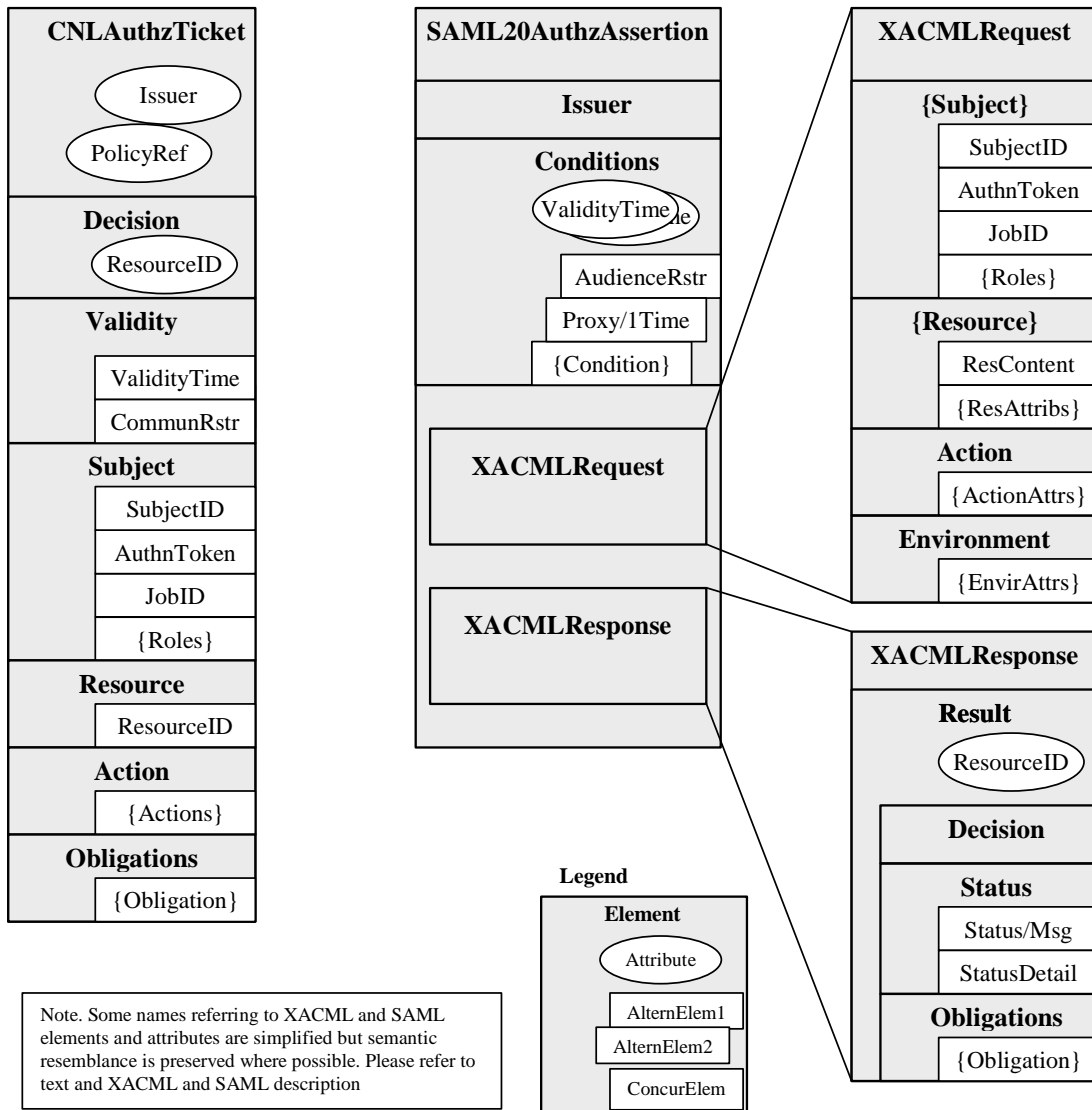 CNLAuthzTicket
Issuer
PolicyRef
Decision
ResourceID
Validity
ValidityTime
CommunRstr
Subject
SubjectID
AuthnToken
JobID
{Roles}
Resource
ResourceID
Action
{Actions}
Obligations
{Obligation}
SAML20AuthzAssertion
Issuer
Conditions
ValidityTime
AudienceRstr
Proxy/1Time
{Condition}
XACMLRequest
XACMLResponse
XACMLRequest
{Subject}
SubjectID
AuthnToken
JobID
{Roles}
{Resource}
ResContent
{ResAttribs}
Action
{ActionAttrs}
Environment
{EnvirAttrs}
XACMLResponse
Result
ResourceID
Decision
Status
Status/Msg
StatusDetail
Obligations
{Obligation}
Legend
Element
Attribute
AlternElem1
AlternElem2
ConcurElem
Note. Some names referring to XACML and SAML
elements and attributes are simplified but semantic
resemblance is preserved where possible. Please refer to
text and XACML and SAML description